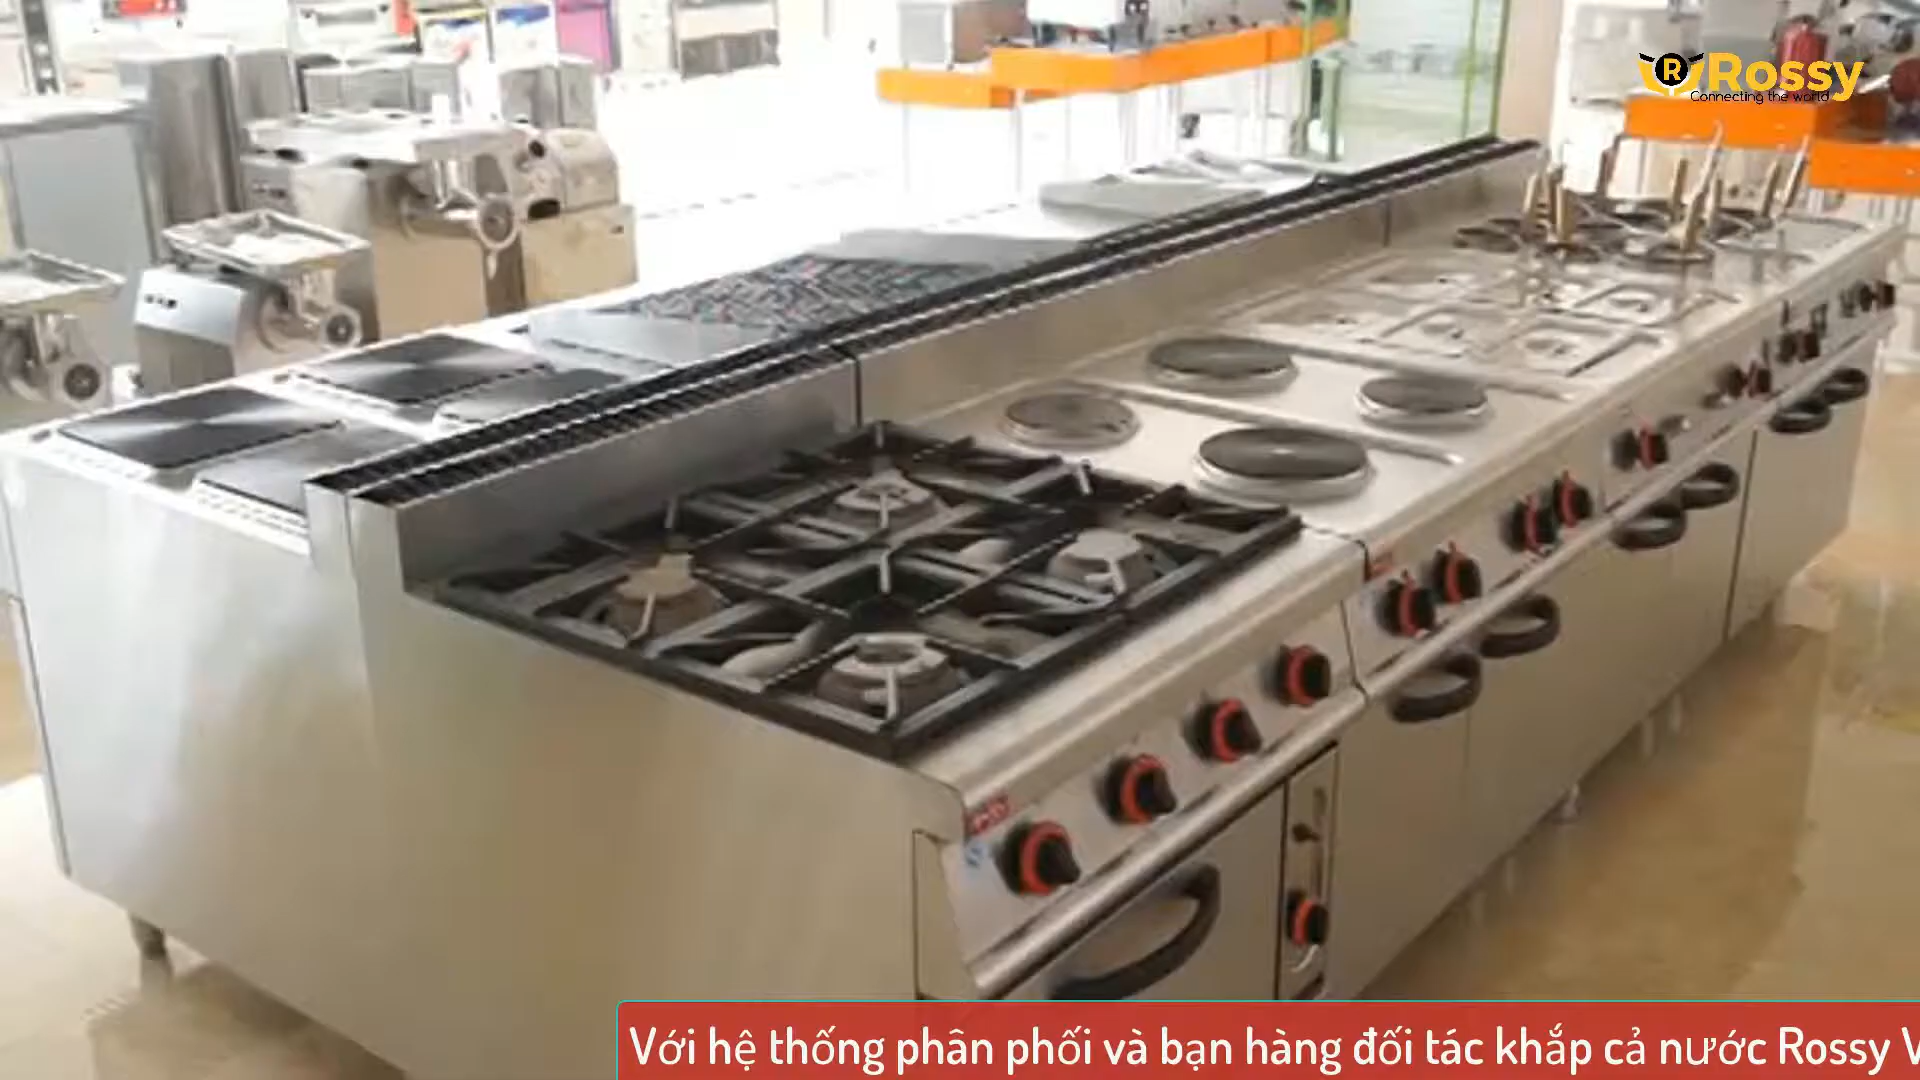 R Rossy
Connecting the world
Với hệ thống phân phối và bạn hàng đối tác khắp cả nước Rossy V